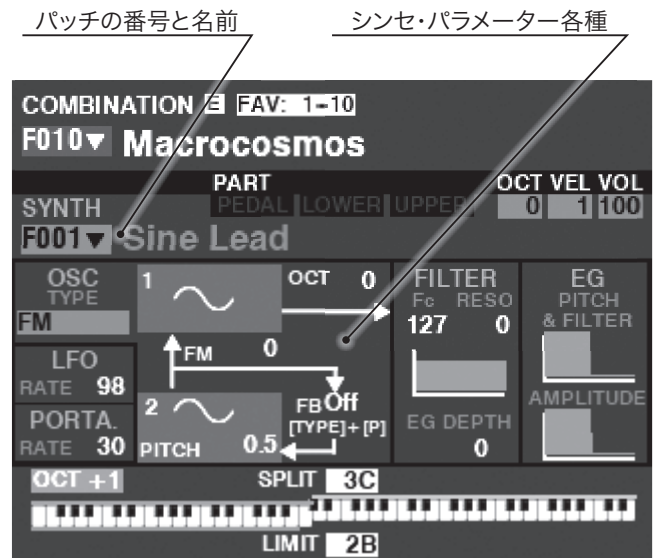 パッチの番号と名前 シンセ・パラメーター各種
COMBINATION E FAV: 1-10
F010▼ Macrocosmos
PART OCT VEL VOL
SYNTH PEDAL LOWER UPPER 0 1 100
F001▼ Sine Lead
OSC
TYPE
FM
LFO
RATE 98
PORTA.
RATE 30
1 OCT 0
FM 0
FB Off
[TYPE]+[P]
2
PITCH 0.5
FILTER
Fc RESO
127 0
EG DEPTH
0
EG
PITCH
& FILTER
AMPLITUDE
OCT +1 SPLIT 3C
LIMIT 2B